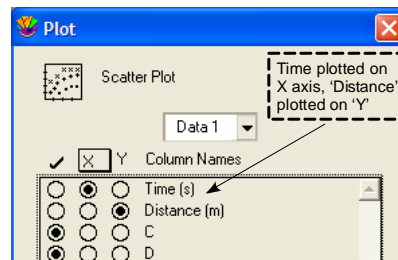 Plot
Scatter Plot
Time plotted on
X axis, ‘Distance’
plotted on ‘Y’
Data 1
X Y Column Names
Time (s)
Distance (m)
C
D